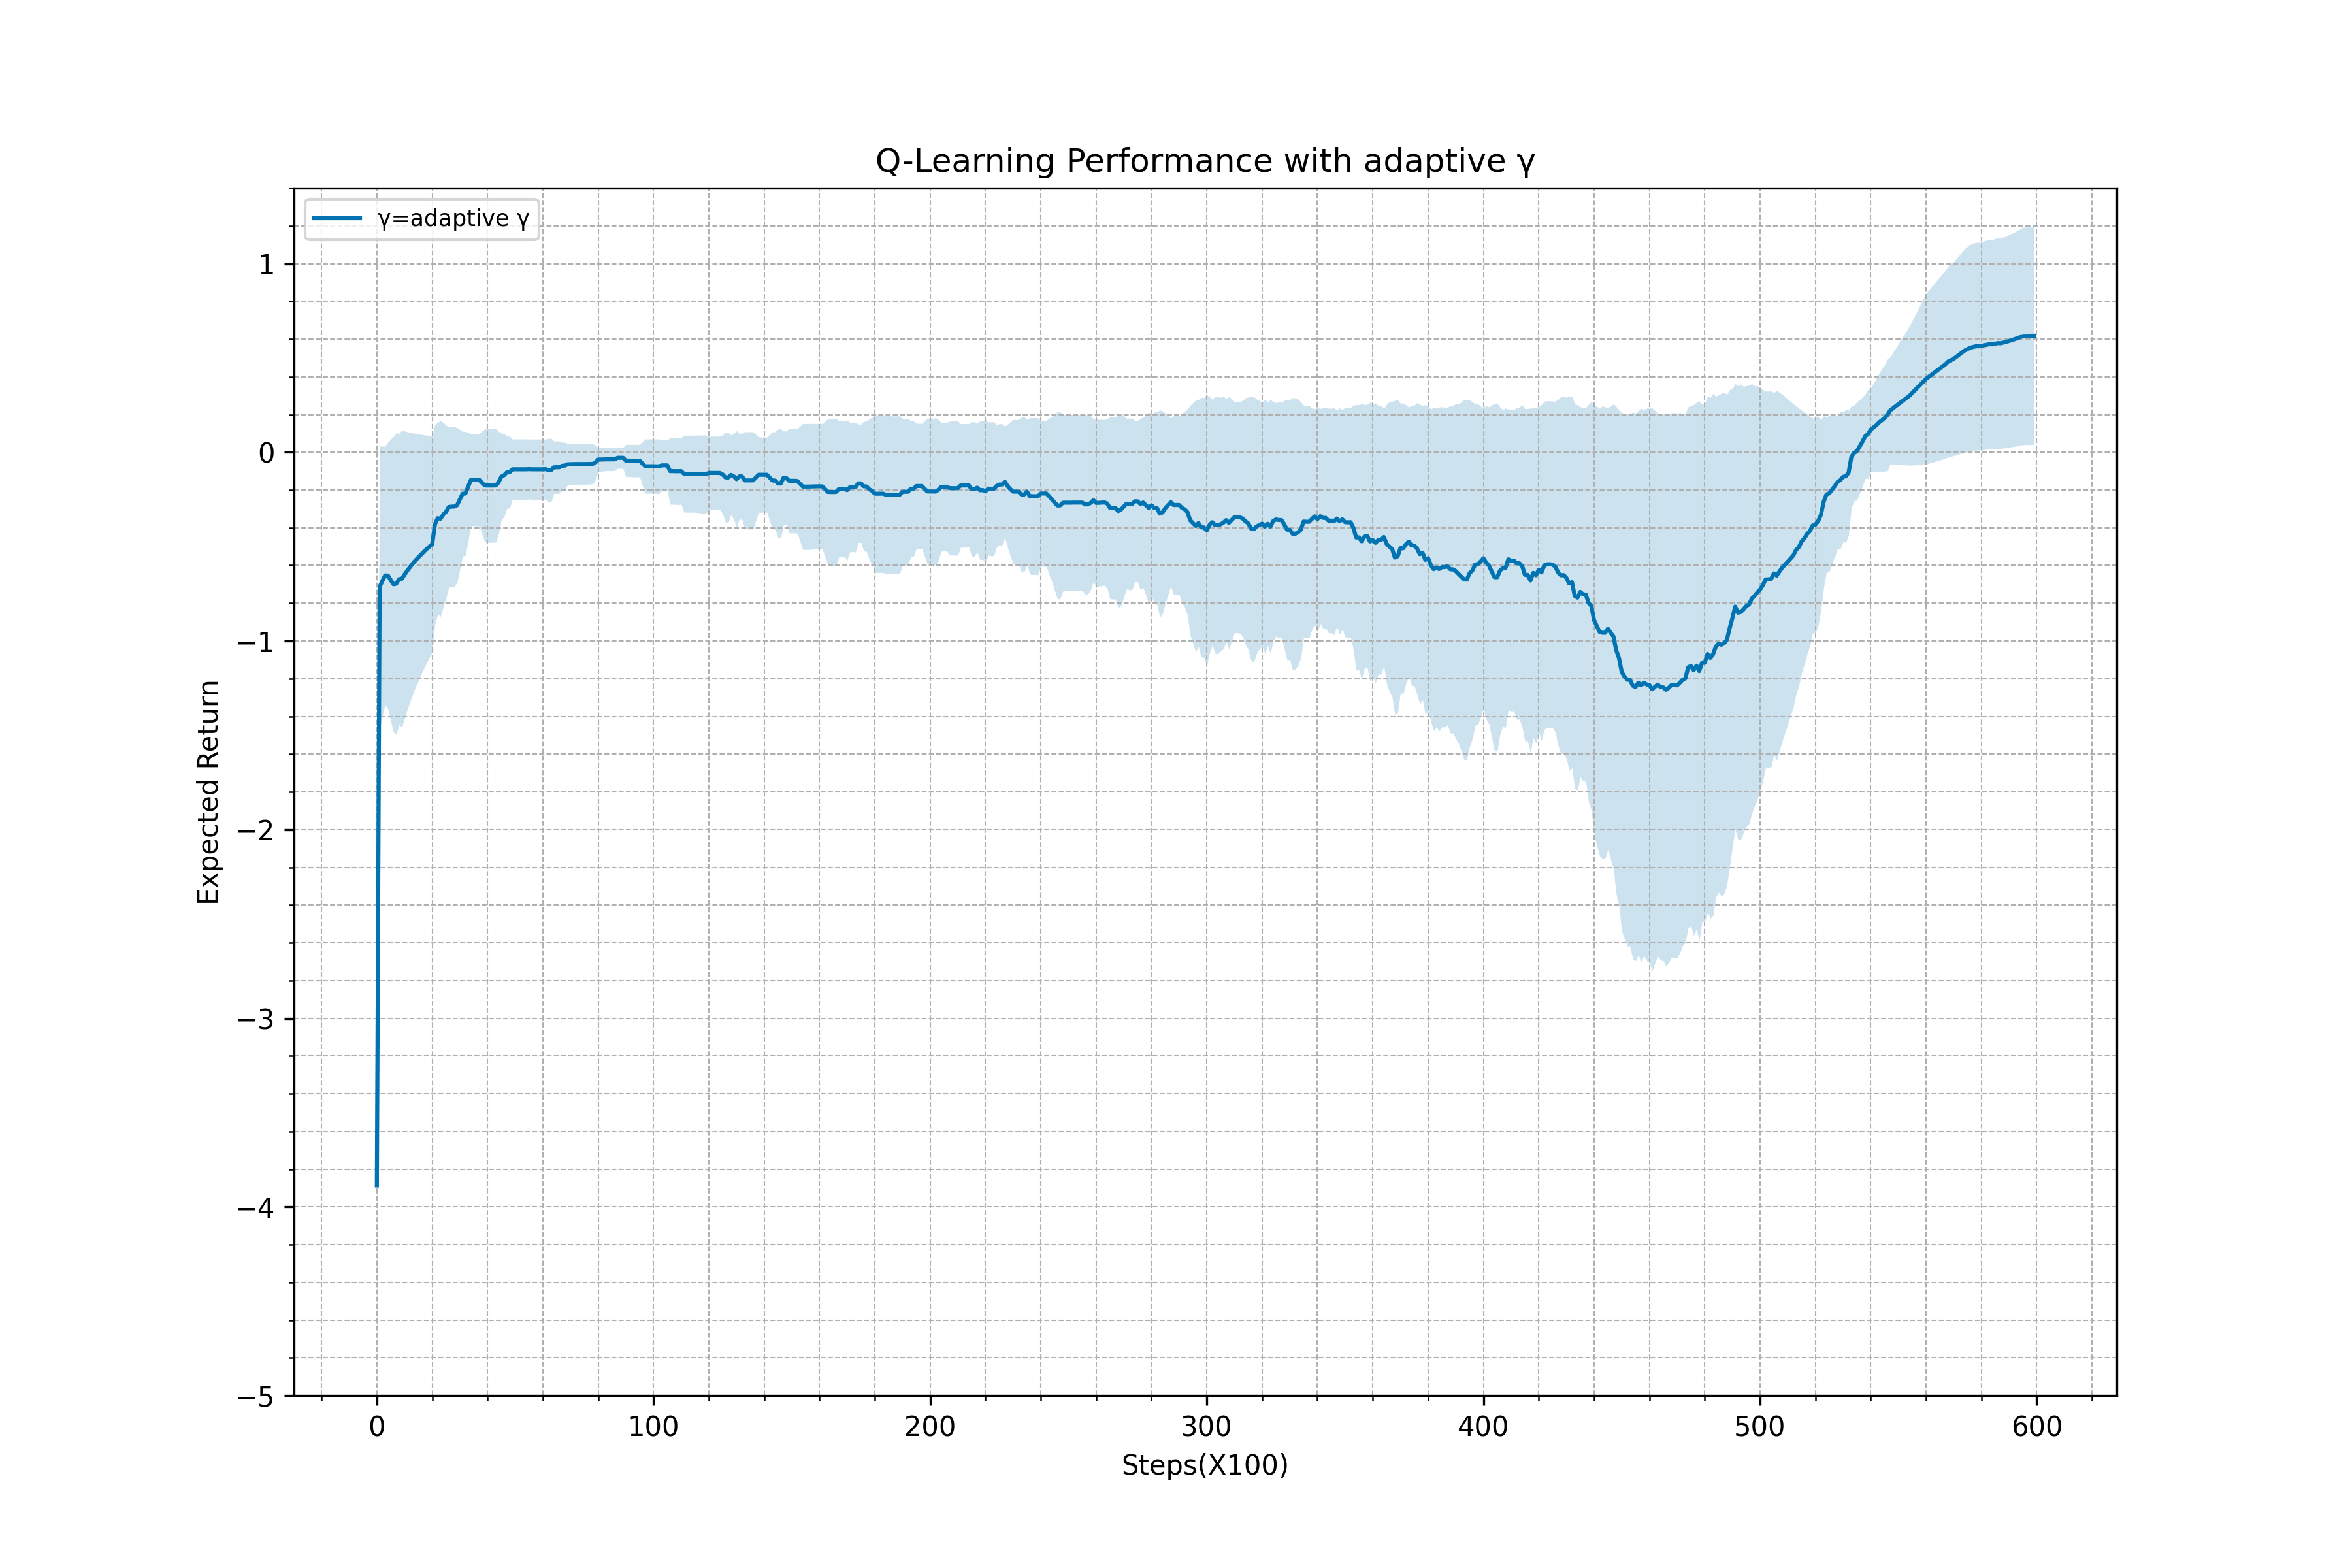 Q-Learning Performance with adaptive γ
γ=adaptive γ
Expected Return
1
0
−1
−2
−3
−4
−5
0 100 200 300 400 500 600
Steps(X100)